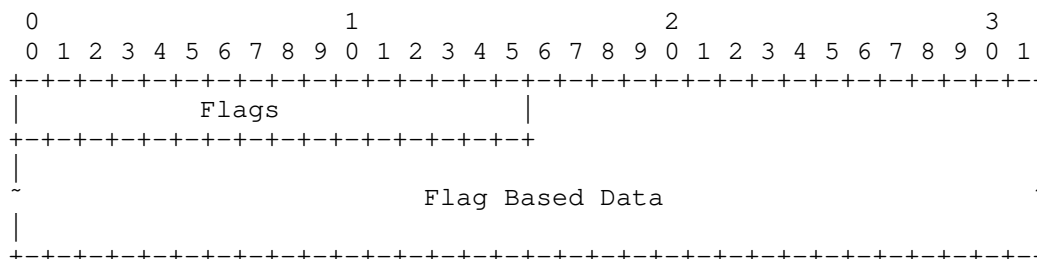 0                   1                   2                   3
 0 1 2 3 4 5 6 7 8 9 0 1 2 3 4 5 6 7 8 9 0 1 2 3 4 5 6 7 8 9 0 1
+-+-+-+-+-+-+-+-+-+-+-+-+-+-+-+-+-+-+-+-+-+-+-+-+-+-+-+-+-+-+-+-
|           Flags               |
+-+-+-+-+-+-+-+-+-+-+-+-+-+-+-+-+
|
~                         Flag Based Data                       ~
|
+-+-+-+-+-+-+-+-+-+-+-+-+-+-+-+-+-+-+-+-+-+-+-+-+-+-+-+-+-+-+-+-